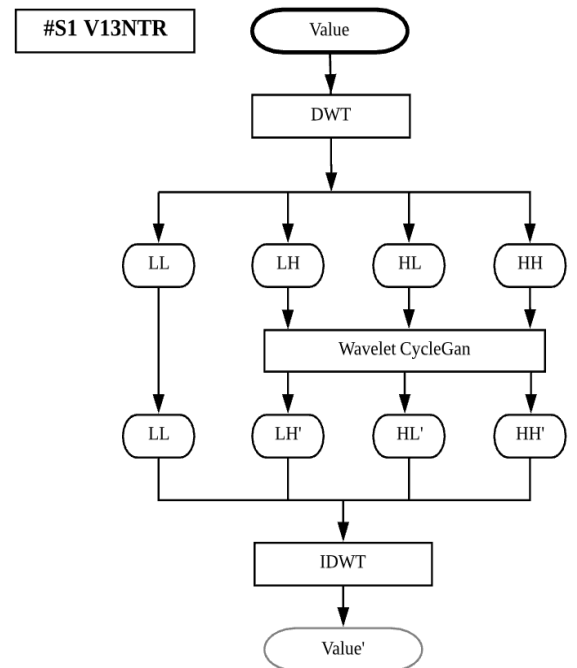 #S1 V13NTR
Value
DWT
LL LH HL HH
Wavelet CycleGan
LL LH' HL' HH'
IDWT
Value'